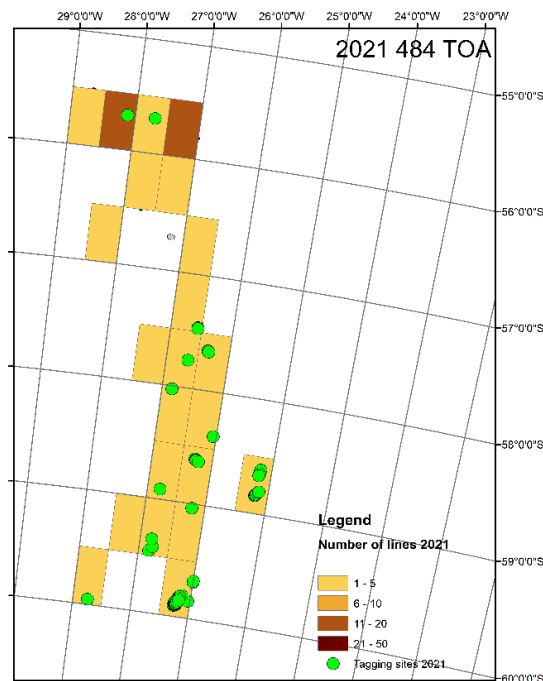 29°0'0"W 28°0'0"W 27°0'0"W 26°0'0"W 25°0'0"W 24°0'0"W 23°0'0"W
2021 484 TOA
55°0'0"S
56°0'0"S
57°0'0"S
58°0'0"S
59°0'0"S
60°0'0"S
Legend
Number of lines 2021
1 - 5
6 - 10
11 - 20
21 - 50
Tagging sites 2021